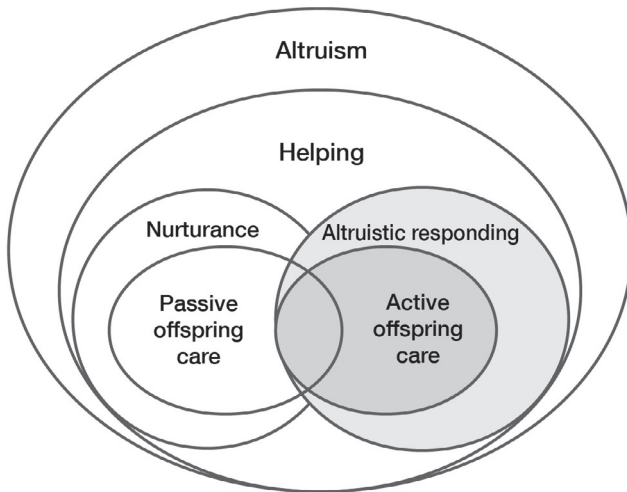 Altruism
Helping
Nurturance
Altruistic responding
Passive
offspring
care
Active
offspring
care